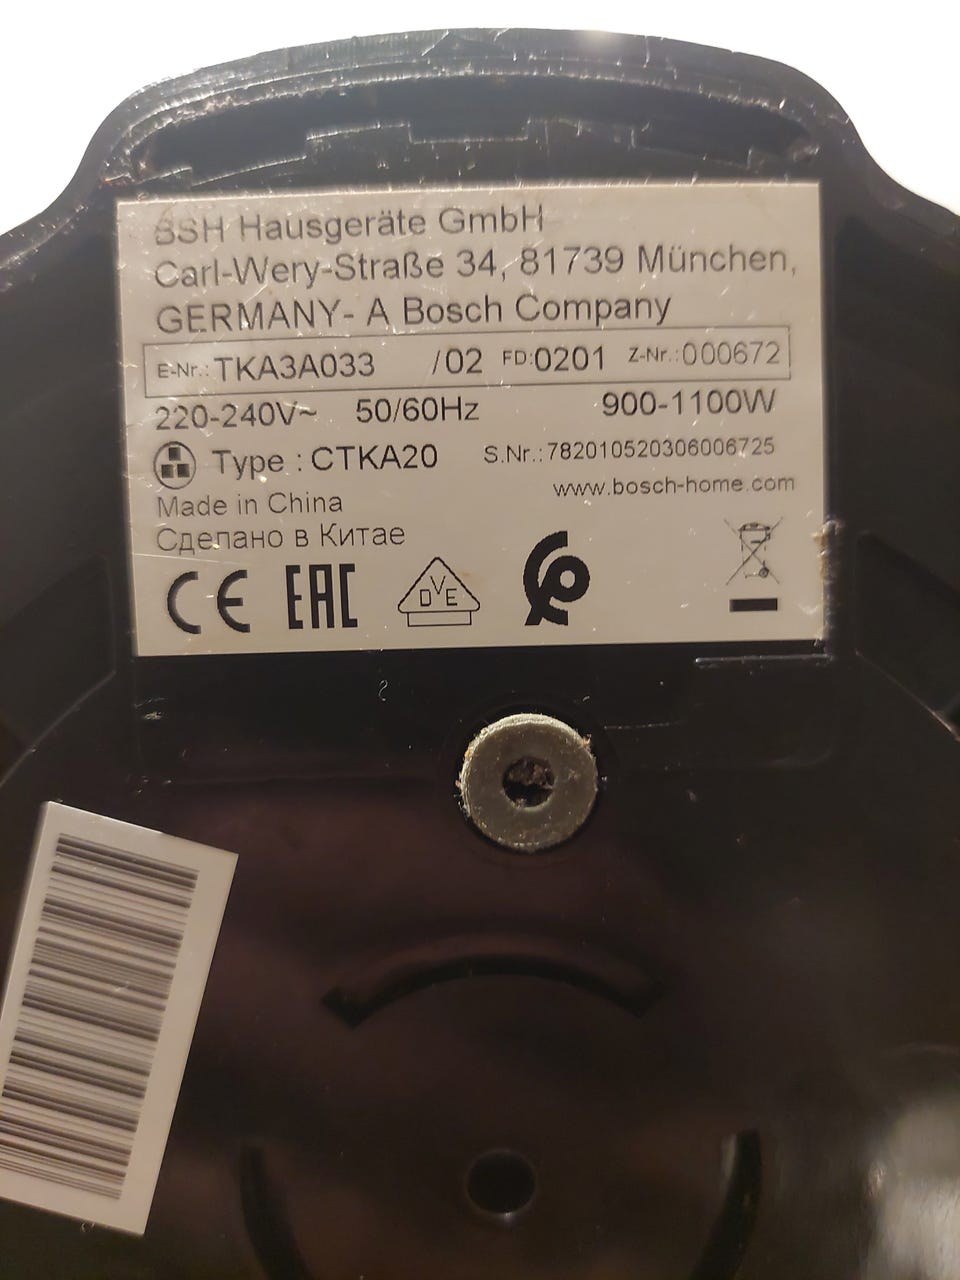 BSH Hausgeräte GmbH
Carl-Wery-Straße 34, 81739 München,
GERMANY- A Bosch Company
E-Nr.: TKA3A033 /02 FD:0201 Z-Nr.:000672
220-240V~ 50/60Hz 900-1100W
Type : CTKA20 S.Nr.:782010520306006725
www.bosch-home.com
Made in China
Сделано в Китае
CE EAC DVE